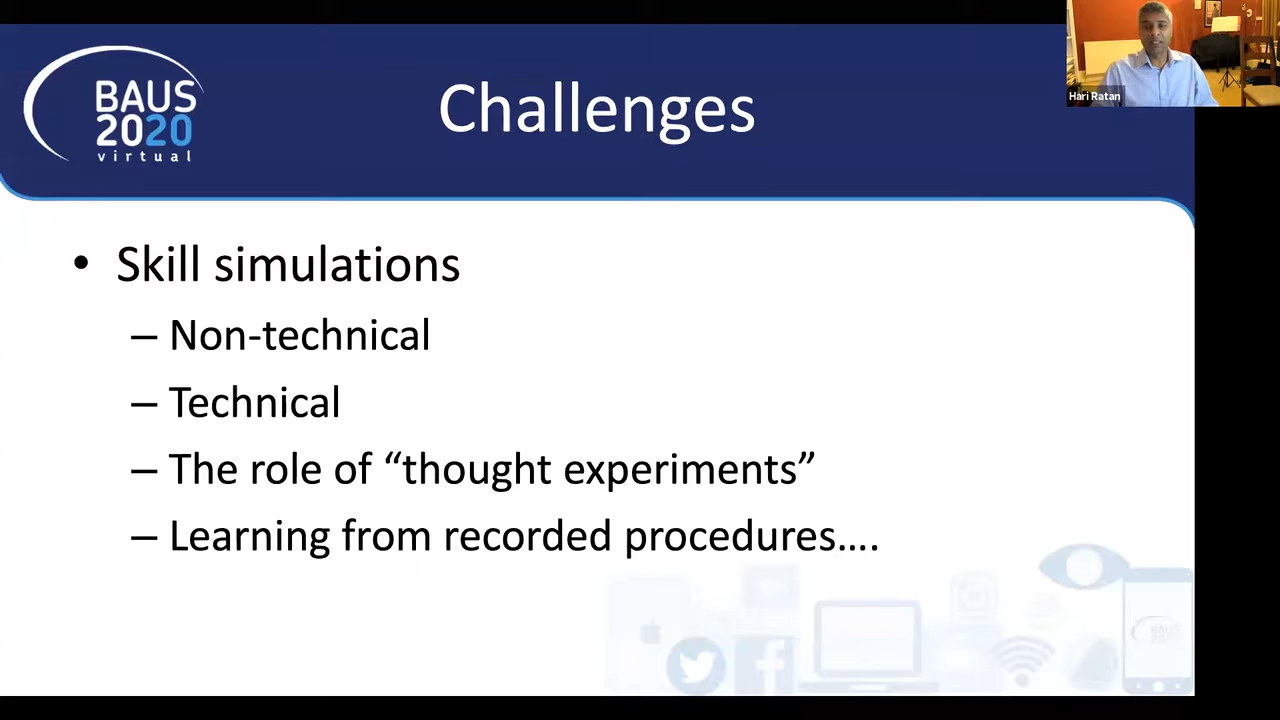 BAUS
2020
virtual
Challenges
Hari Ratan
• Skill simulations
– Non-technical
– Technical
– The role of “thought experiments”
– Learning from recorded procedures….
BAUS